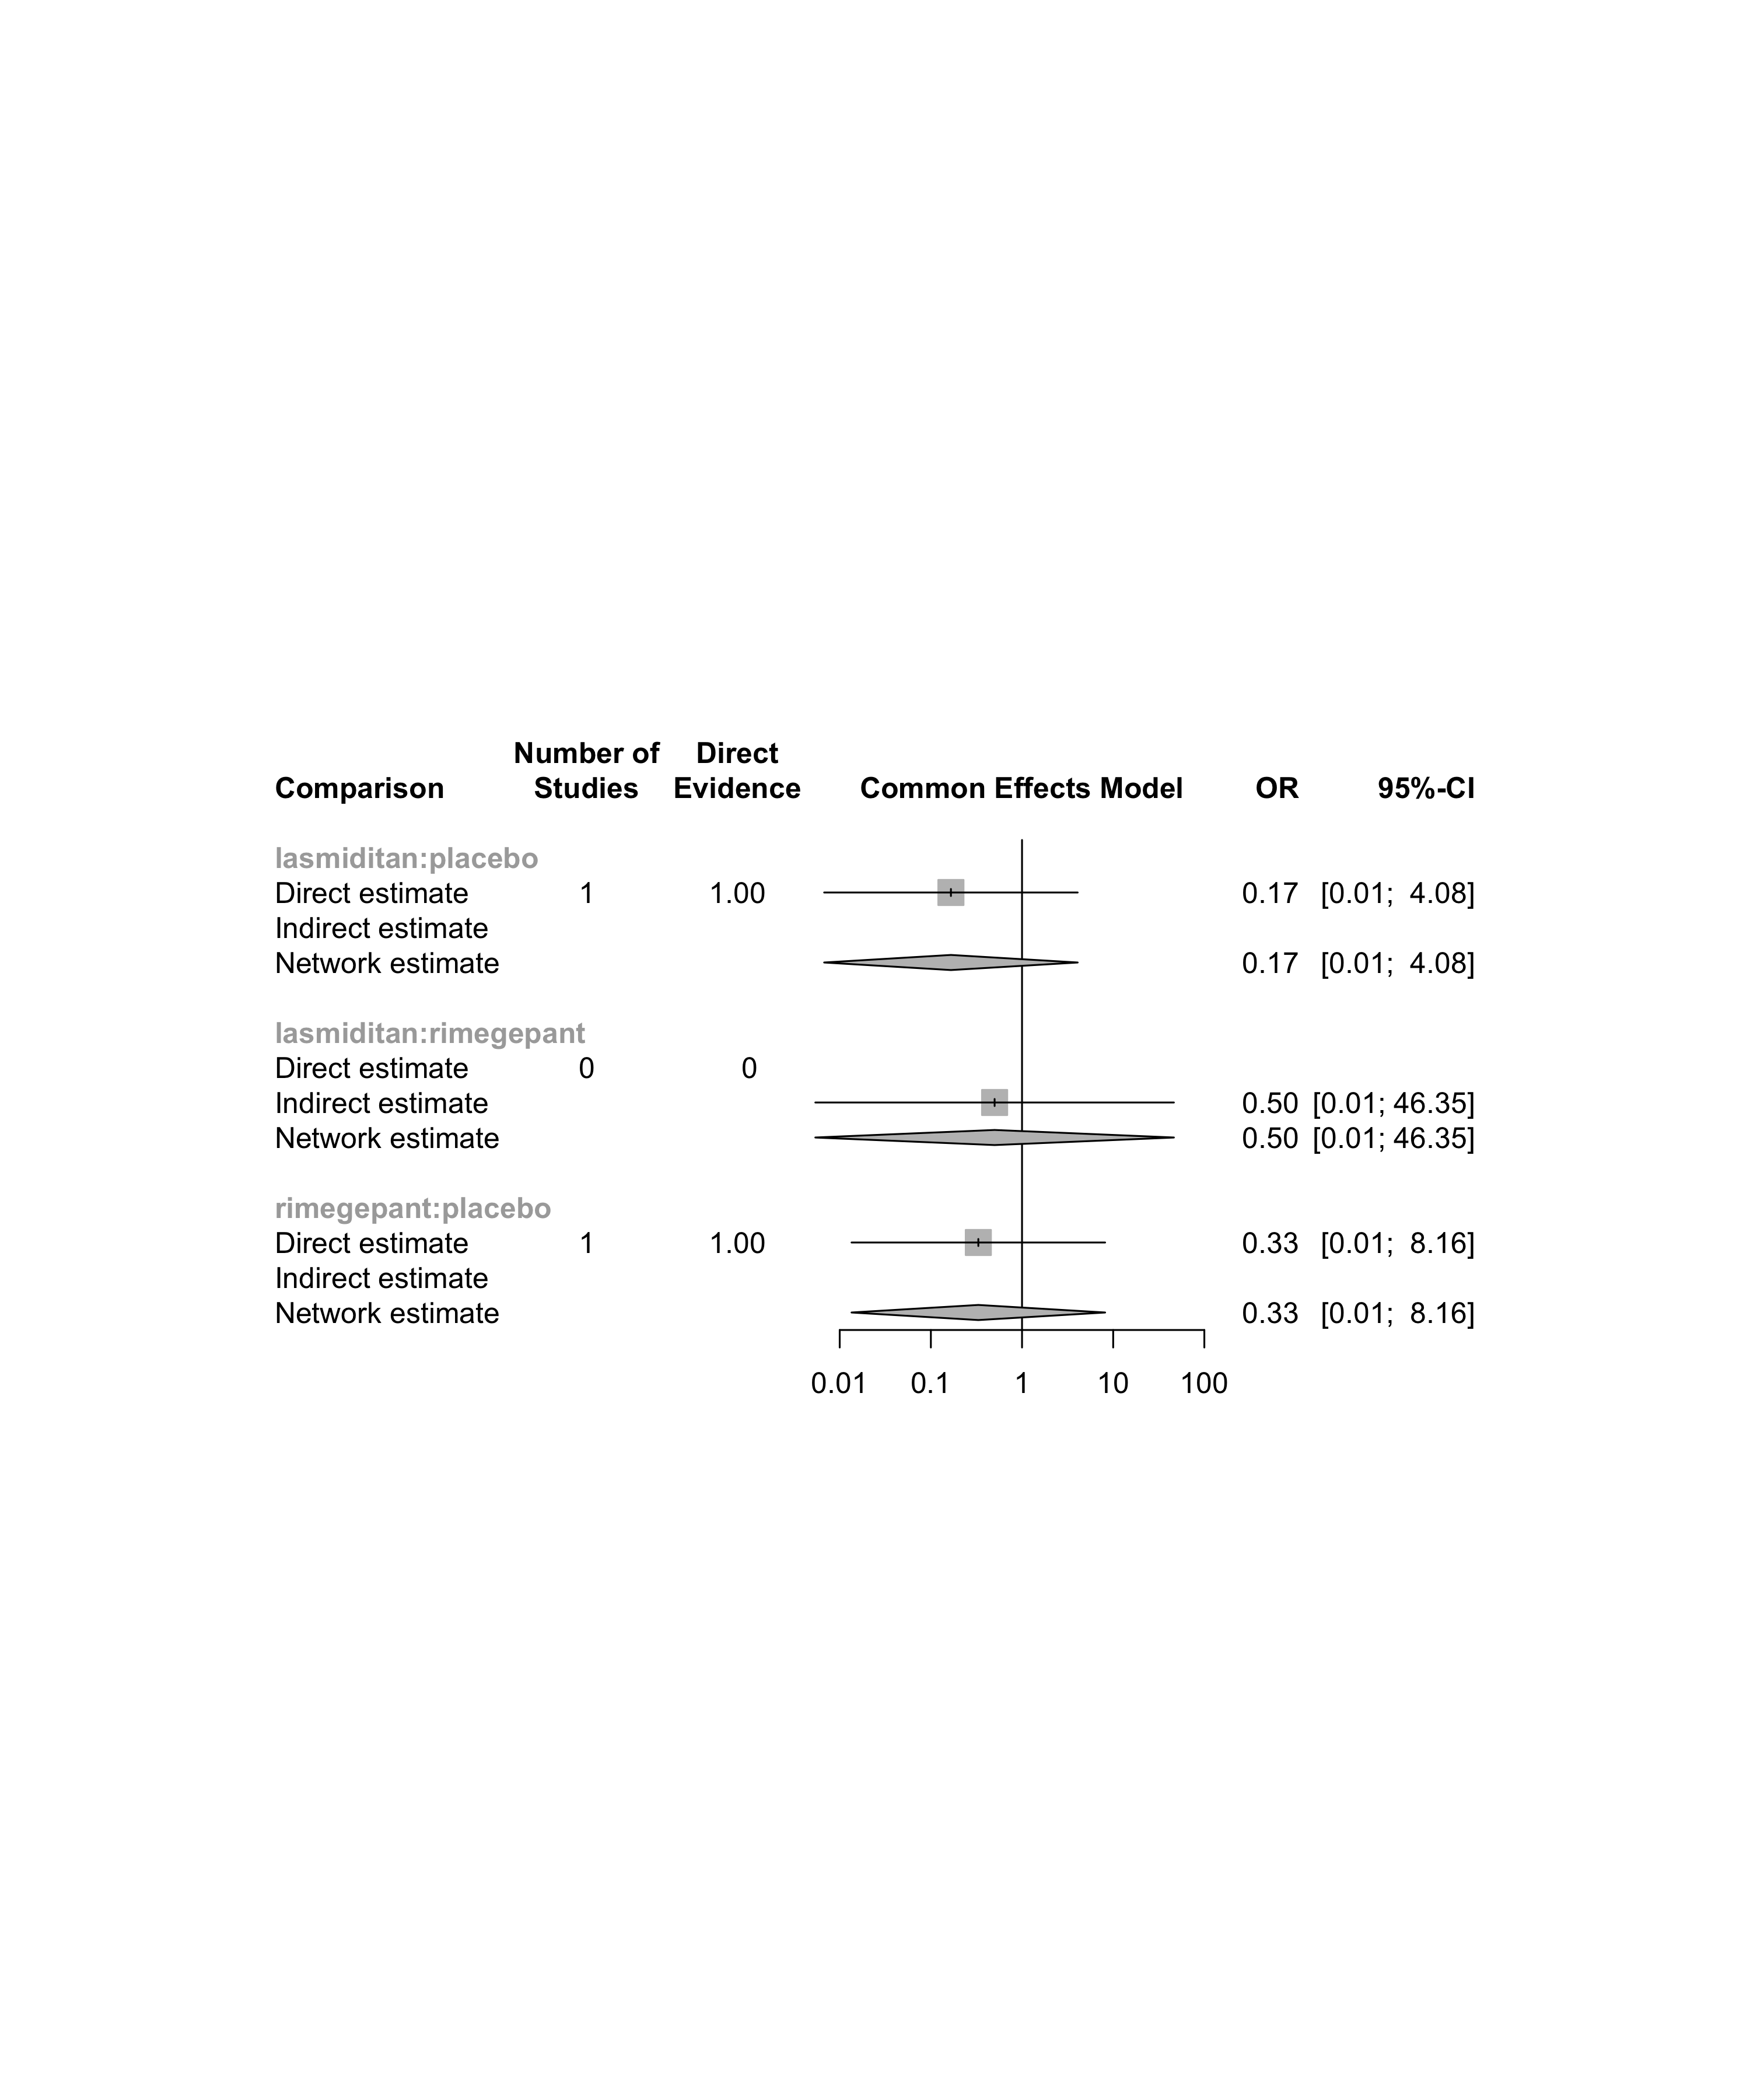 Number of Direct
Comparison Studies Evidence Common Effects Model OR 95%-CI
lasmiditan:placebo
Direct estimate 1 1.00 0.17 [0.01; 4.08]
Indirect estimate
Network estimate 0.17 [0.01; 4.08]
lasmiditan:rimegepant
Direct estimate 0 0
Indirect estimate 0.50 [0.01; 46.35]
Network estimate 0.50 [0.01; 46.35]
rimegepant:placebo
Direct estimate 1 1.00 0.33 [0.01; 8.16]
Indirect estimate
Network estimate 0.33 [0.01; 8.16]
0.01 0.1 1 10 100